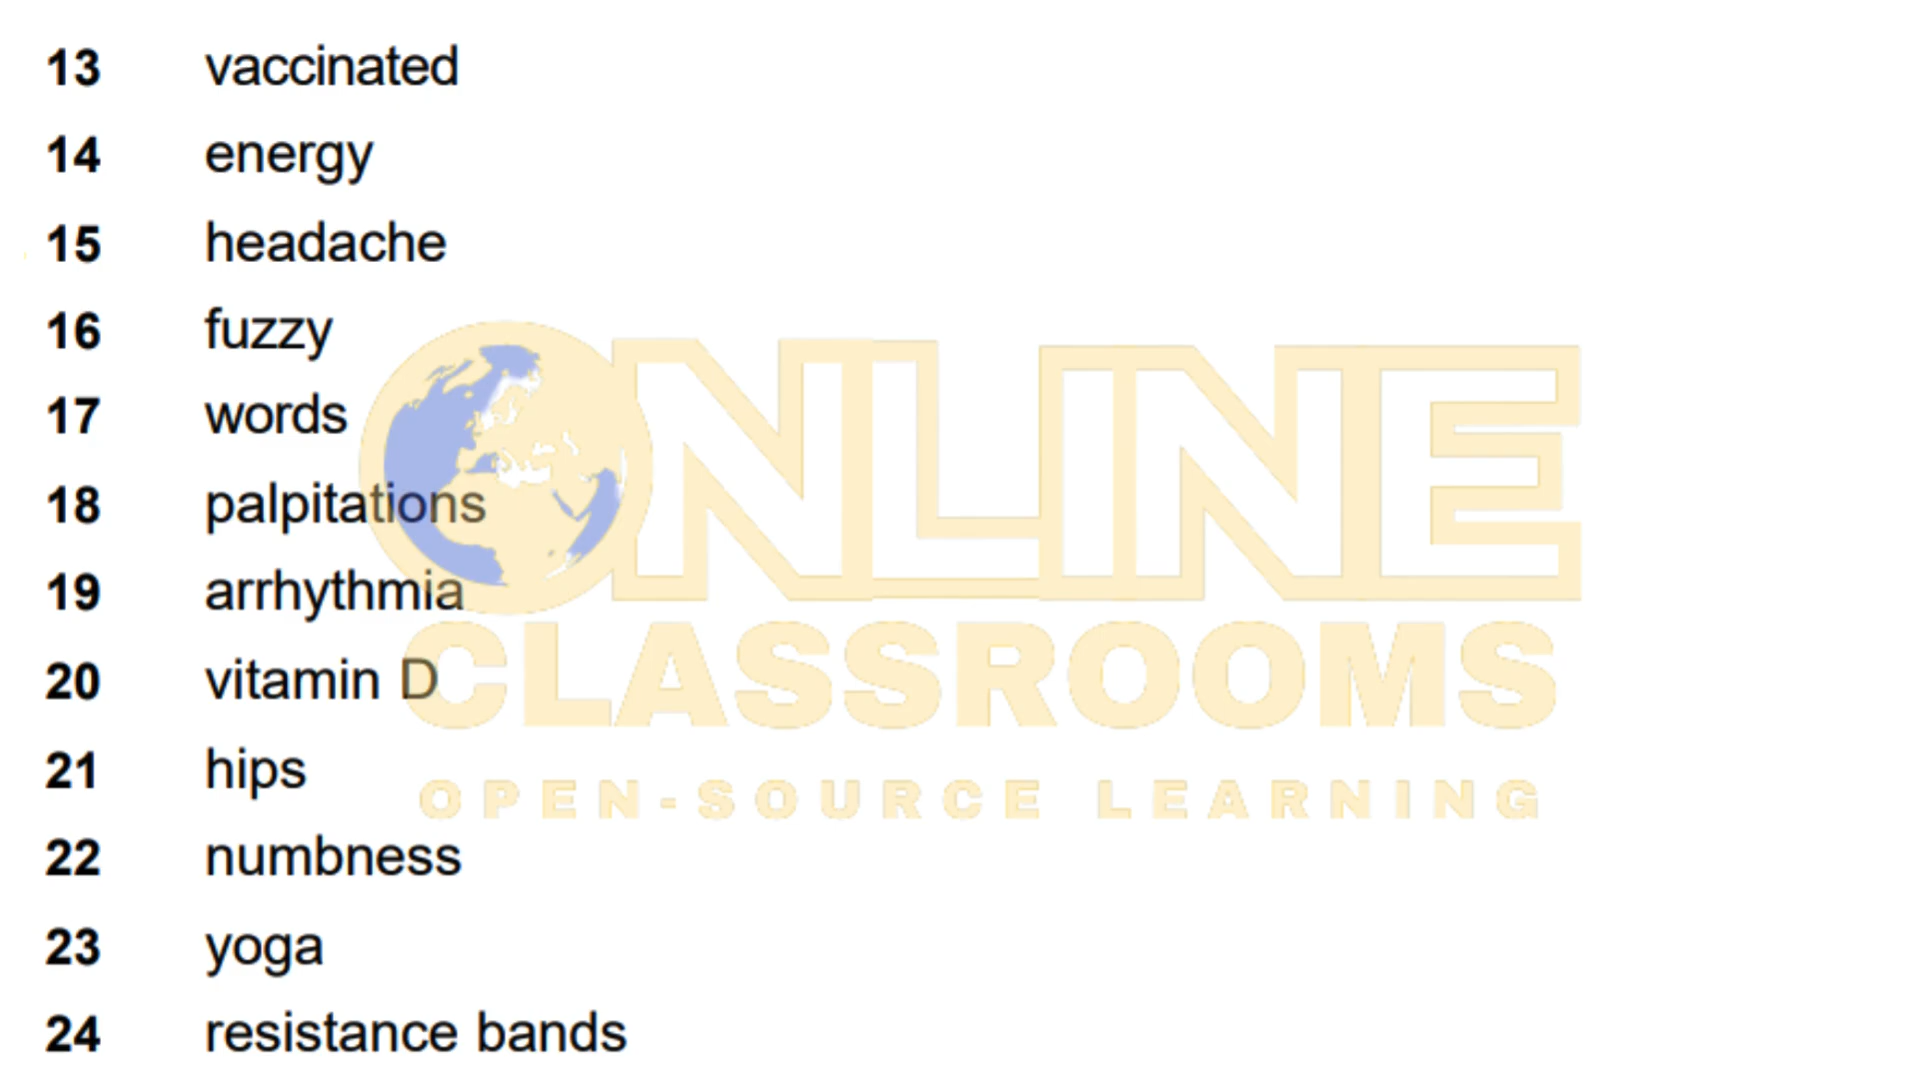 13 vaccinated
14 energy
15 headache
16 fuzzy
17 words
18 palpitations
19 arrhythmia
20 vitamin D
21 hips
22 numbness
23 yoga
24 resistance bands
ONLINE
CLASSROOMS
OPEN-SOURCE LEARNING